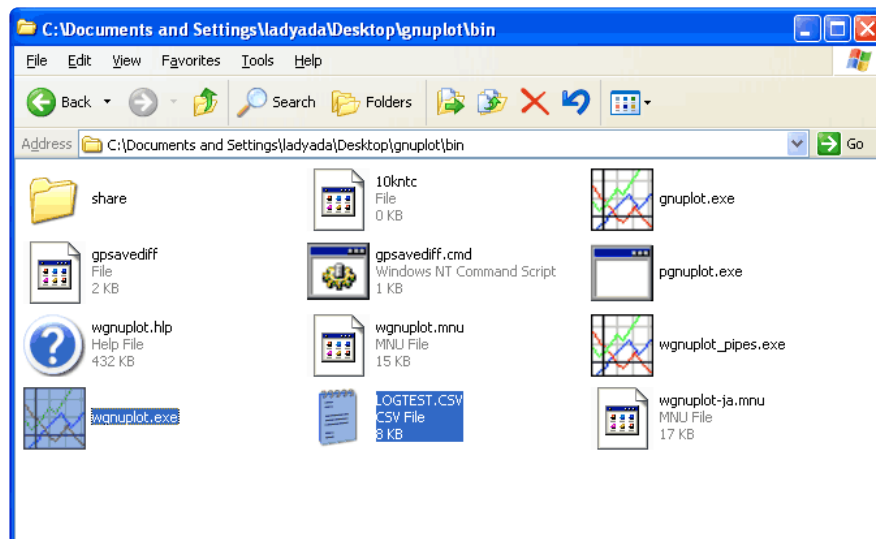 C:\Documents and Settings\ladyada\Desktop\gnuplot\bin
File Edit View Favorites Tools Help
Back Search Folders
Address C:\Documents and Settings\ladyada\Desktop\gnuplot\bin Go
share
10kntc
File
0 KB
gnuplot.exe
gpsavediff
File
2 KB
gpsavediff.cmd
Windows NT Command Script
1 KB
pgnuplot.exe
wgnuplot.hlp
Help File
432 KB
wgnuplot.mnu
MNU File
15 KB
wgnuplot_pipes.exe
wgnuplot.exe
LOGTEST.CSV
CSV File
8 KB
wgnuplot-ja.mnu
MNU File
17 KB